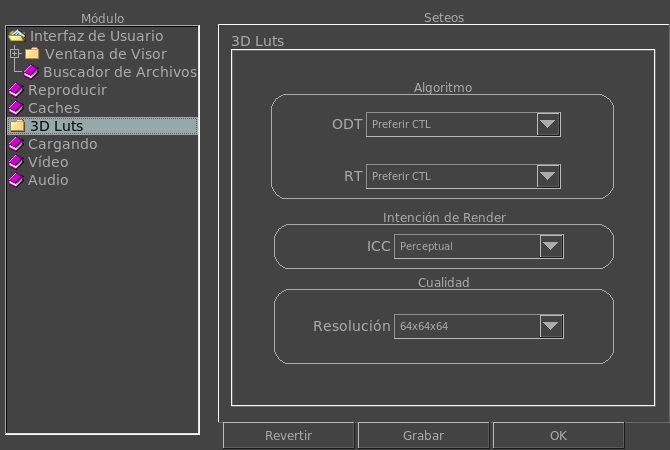 Módulo
Interfaz de Usuario
Ventana de Visor
Buscador de Archivos
Reproducir
Caches
3D Luts
Cargando
Vídeo
Audio
Seteos
3D Luts
Algoritmo
ODT Preferir CTL
RT Preferir CTL
Intención de Render
ICC Perceptual
Cualidad
Resolución 64x64x64
Revertir Grabar OK